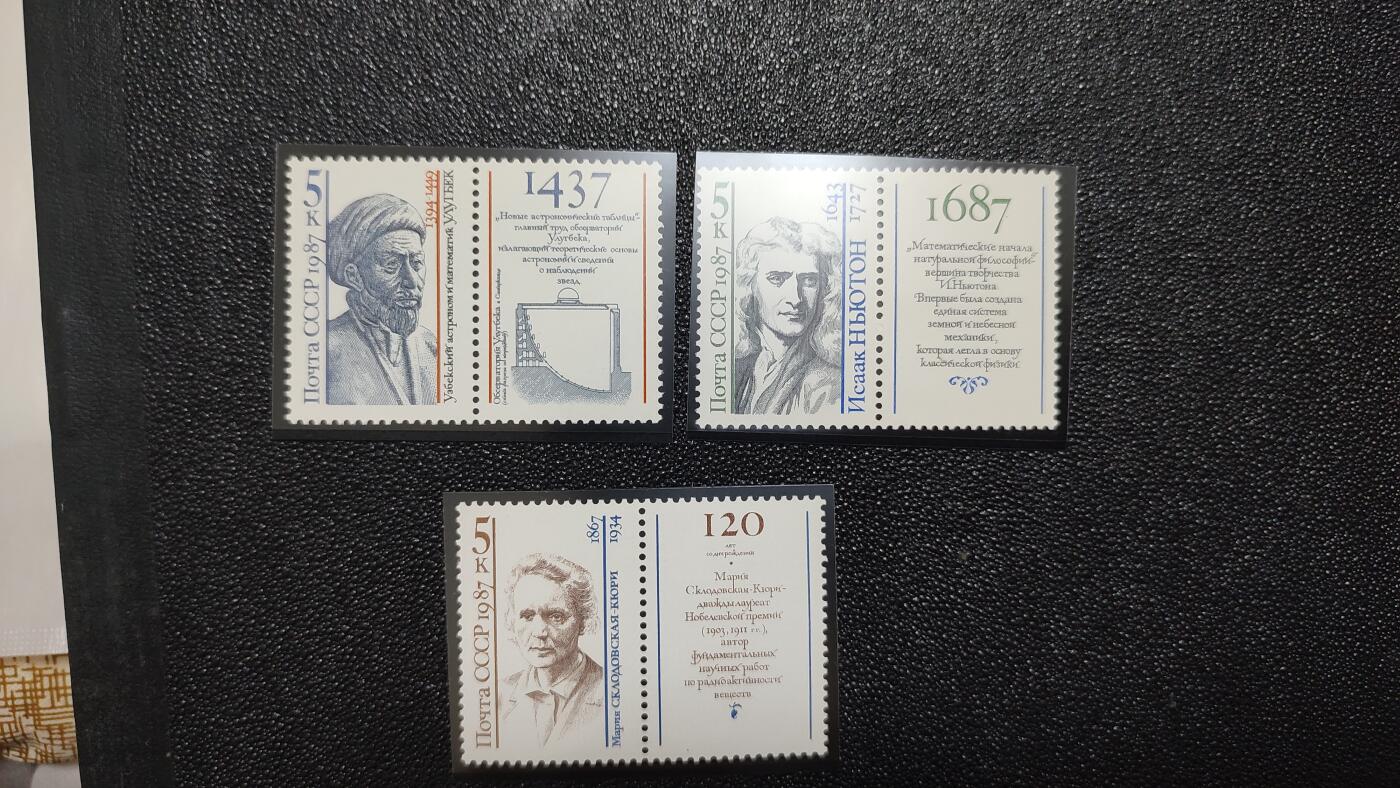 5
к
Почта СССР 1987
1394-1449
Узбекский астроном и математик УЛУГБЕК
1437
„Новые астрономические таблицы"-
главный труд обсерватории
Улугбека,
излагающий теоретические основы
астрономии и сведения
о наблюдении
звезд
Обсерватория Улугбека в Самарканде
5
к
Почта СССР 1987
1643
1727
Исаак НЬЮТОН
1687
„Математические начала
натуральной философии"-
вершина творчества
И.Ньютона
Впервые была создана
единая система
земной и небесной
механики,
которая легла в основу
классической физики
5
к
Почта СССР 1987
1867
1934
Мария СКЛОДОВСКАЯ-КЮРИ
120
лет
со дня рождения
Мария
Склодовская-Кюри-
дважды лауреат
Нобелевской премии
(1903, 1911 гг.),
автор
фундаментальных
научных работ
по радиоактивности
веществ